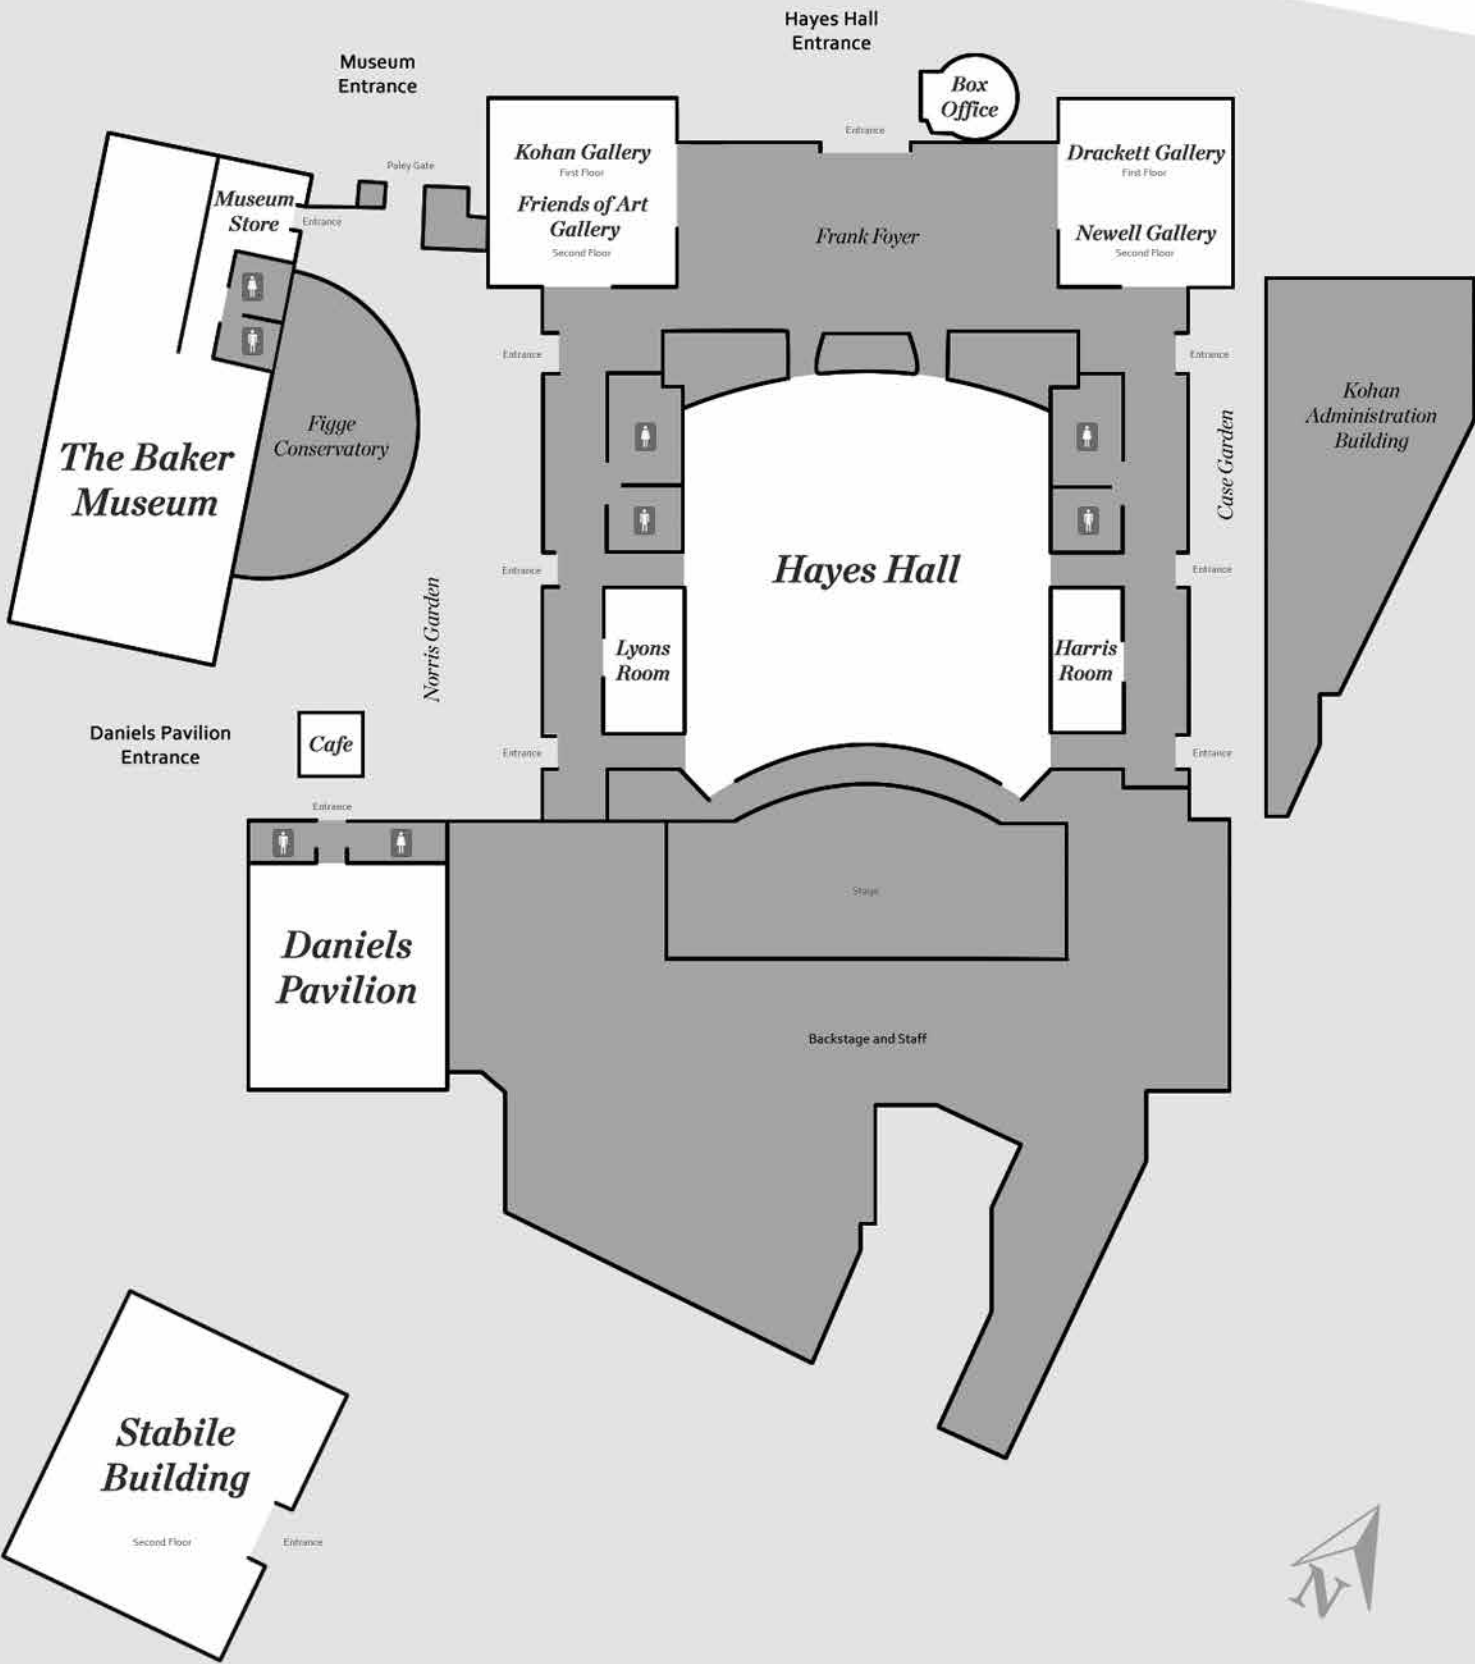 Hayes Hall
Entrance
Museum
Entrance
Box
Office
Entrance
Kohan Gallery
First Floor
Friends of Art
Gallery
Second Floor
Drackett Gallery
First Floor
Newell Gallery
Second Floor
Paley Gate
Museum
Store
Entrance
Frank Foyer
Entrance
Entrance
Figge
Conservatory
The Baker
Museum
Kohan
Administration
Building
Case Garden
Hayes Hall
Entrance
Entrance
Norris Garden
Lyons
Room
Harris
Room
Daniels Pavilion
Entrance
Cafe
Entrance
Entrance
Entrance
Stage
Daniels
Pavilion
Backstage and Staff
Stabile
Building
Second Floor
Entrance
N